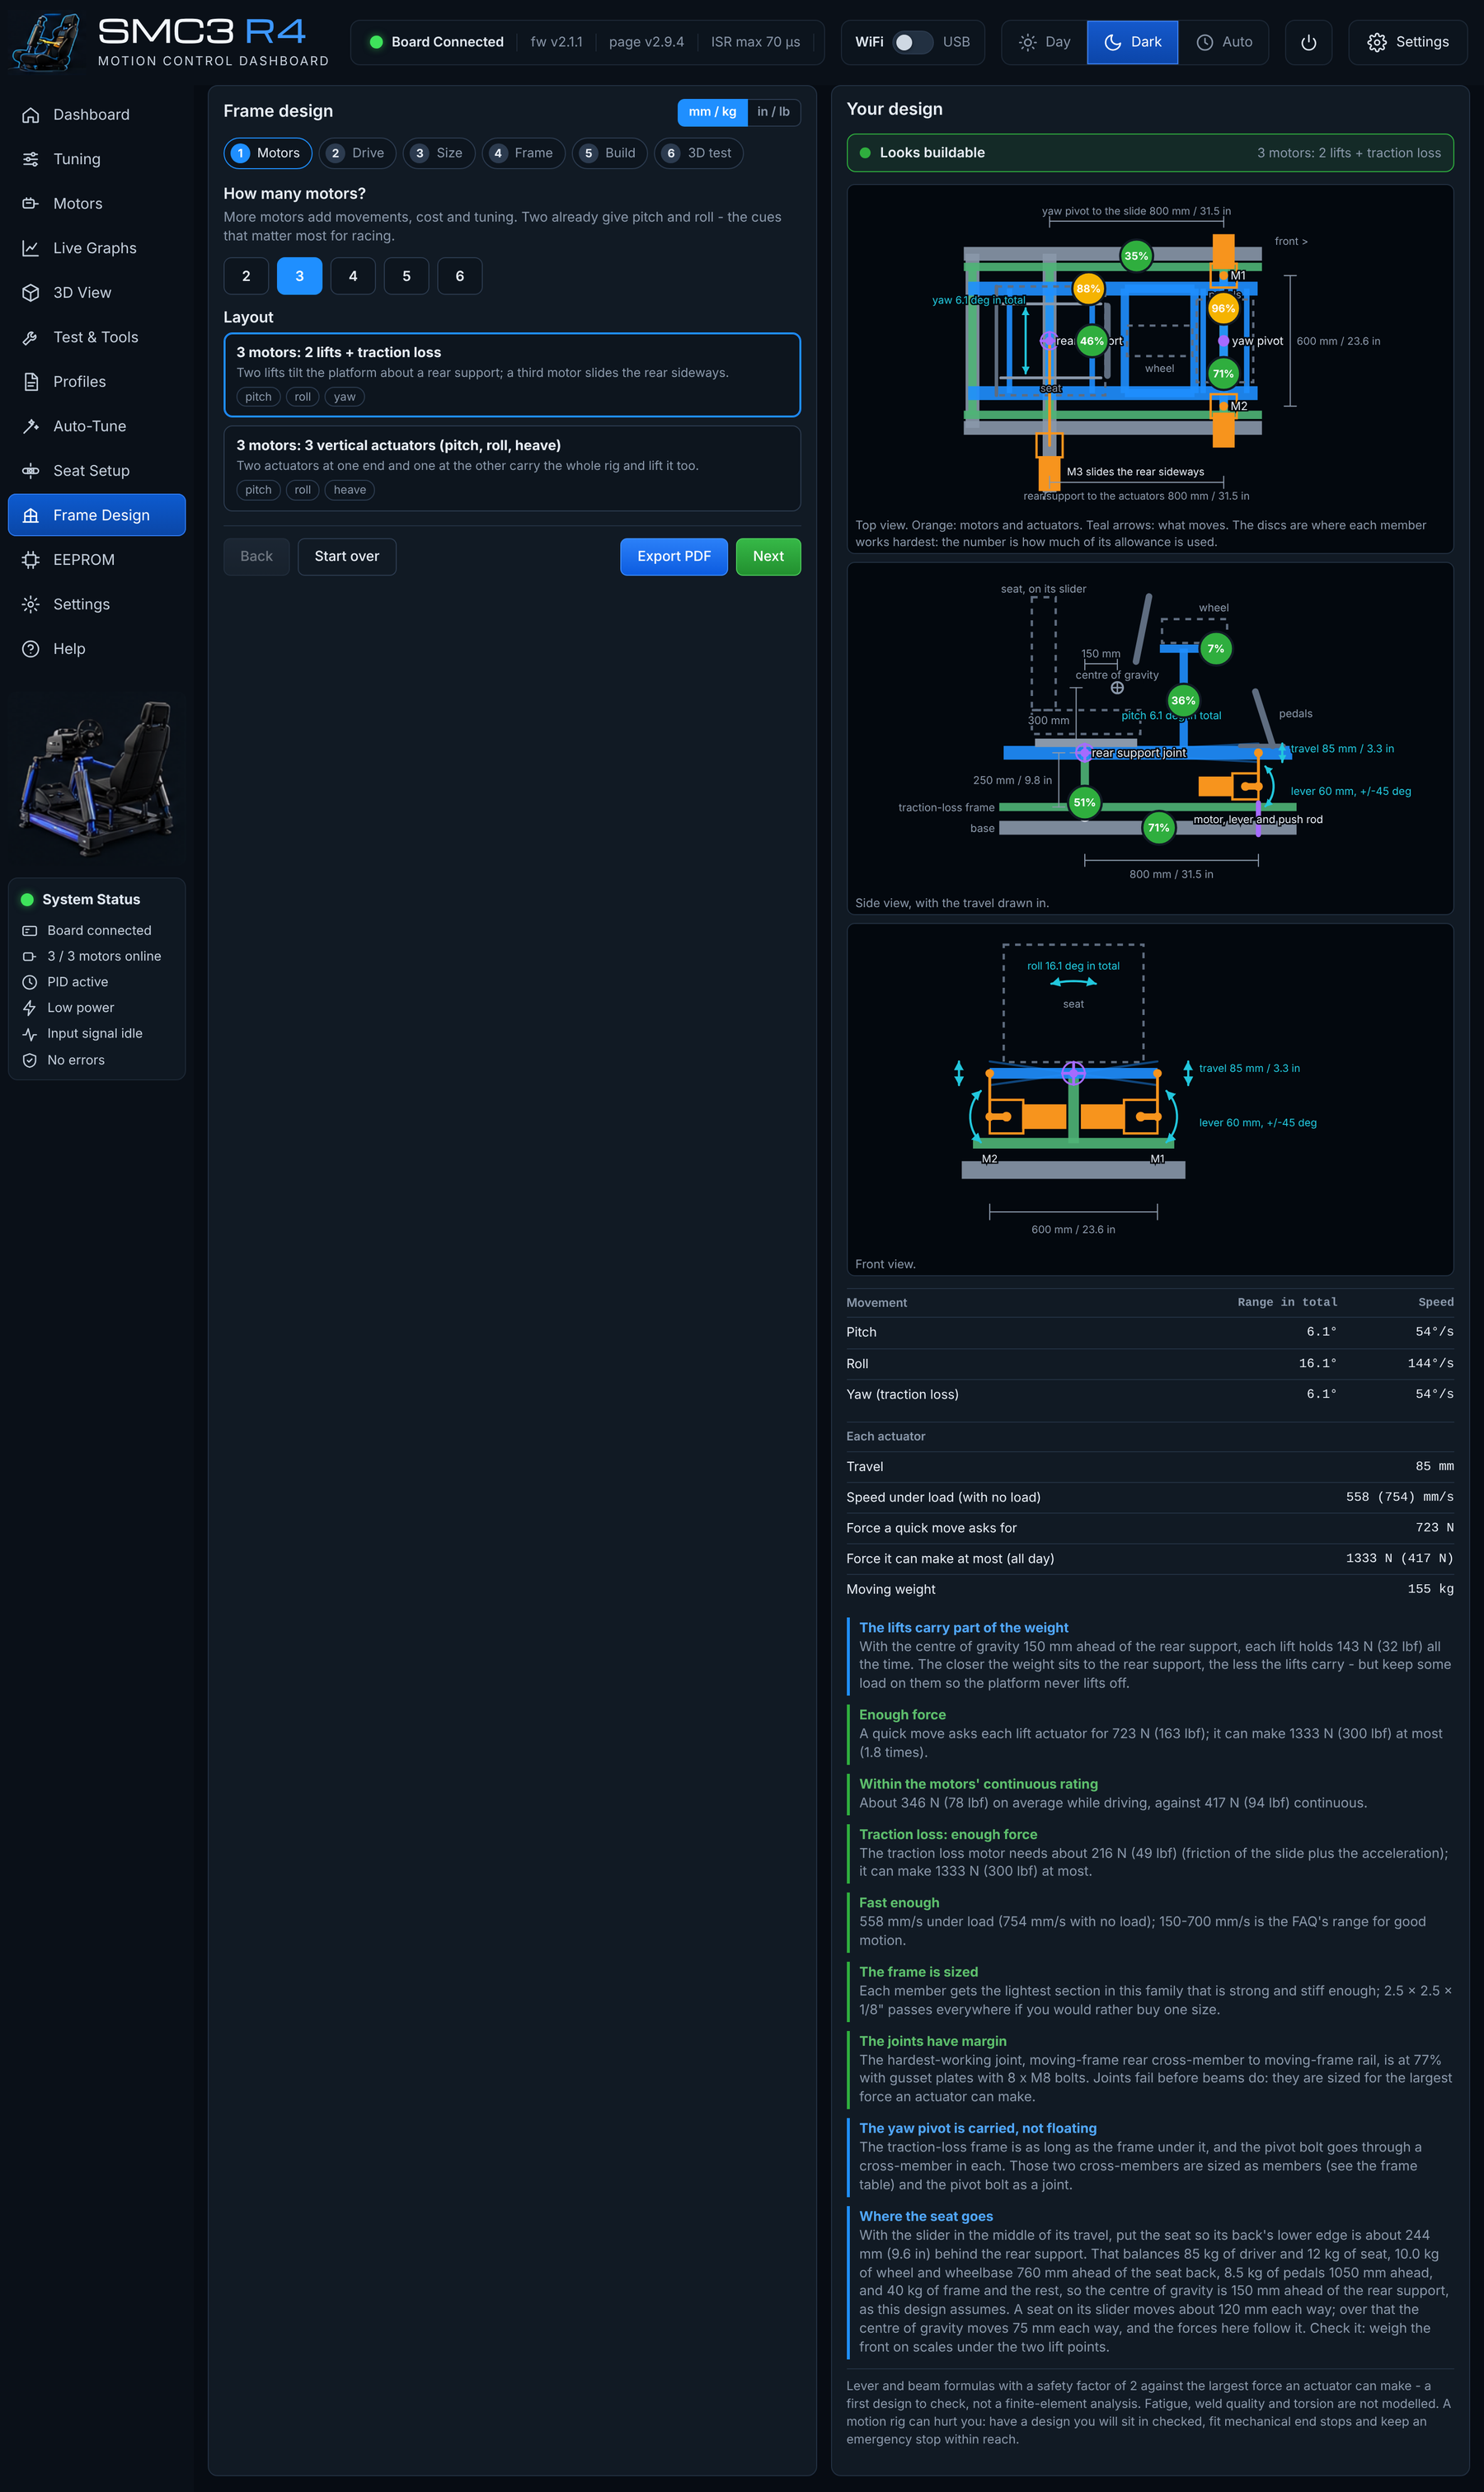 SMC3 R4
MOTION CONTROL DASHBOARD
Board Connected
fw v2.1.1
page v2.9.4
ISR max 70 µs
WiFi
USB
Day
Dark
Auto
Settings
Dashboard
Tuning
Motors
Live Graphs
3D View
Test & Tools
Profiles
Auto-Tune
Seat Setup
Frame Design
EEPROM
Settings
Help
System Status
Board connected
3 / 3 motors online
PID active
Low power
Input signal idle
No errors
Frame design
mm / kg
in / lb
1 Motors
2 Drive
3 Size
4 Frame
5 Build
6 3D test
How many motors?
More motors add movements, cost and tuning. Two already give pitch and roll - the cues
that matter most for racing.
2
3
4
5
6
Layout
3 motors: 2 lifts + traction loss
Two lifts tilt the platform about a rear support; a third motor slides the rear sideways.
pitch
roll
yaw
3 motors: 3 vertical actuators (pitch, roll, heave)
Two actuators at one end and one at the other carry the whole rig and lift it too.
pitch
roll
heave
Back
Start over
Export PDF
Next
Your design
Looks buildable
3 motors: 2 lifts + traction loss
yaw pivot to the slide 800 mm / 31.5 in
front >
35%
M1
88%
yaw 6.1 deg in total
96%
46%
yaw pivot
600 mm / 23.6 in
wheel
71%
seat
M2
M3 slides the rear sideways
rear support to the actuators 800 mm / 31.5 in
Top view. Orange: motors and actuators. Teal arrows: what moves. The discs are where each member
works hardest: the number is how much of its allowance is used.
seat, on its slider
wheel
7%
150 mm
centre of gravity
36%
300 mm
pitch 6.1 deg in total
pedals
rear support joint
travel 85 mm / 3.3 in
250 mm / 9.8 in
lever 60 mm, +/-45 deg
51%
traction-loss frame
motor, lever and push rod
base
71%
800 mm / 31.5 in
Side view, with the travel drawn in.
roll 16.1 deg in total
seat
travel 85 mm / 3.3 in
lever 60 mm, +/-45 deg
M2
M1
600 mm / 23.6 in
Front view.
Movement Range in total Speed
Pitch 6.1° 54°/s
Roll 16.1° 144°/s
Yaw (traction loss) 6.1° 54°/s
Each actuator
Travel 85 mm
Speed under load (with no load) 558 (754) mm/s
Force a quick move asks for 723 N
Force it can make at most (all day) 1333 N (417 N)
Moving weight 155 kg
The lifts carry part of the weight
With the centre of gravity 150 mm ahead of the rear support, each lift holds 143 N (32 lbf) all
the time. The closer the weight sits to the rear support, the less the lifts carry - but keep some
load on them so the platform never lifts off.
Enough force
A quick move asks each lift actuator for 723 N (163 lbf); it can make 1333 N (300 lbf) at most
(1.8 times).
Within the motors' continuous rating
About 346 N (78 lbf) on average while driving, against 417 N (94 lbf) continuous.
Traction loss: enough force
The traction loss motor needs about 216 N (49 lbf) (friction of the slide plus the acceleration);
it can make 1333 N (300 lbf) at most.
Fast enough
558 mm/s under load (754 mm/s with no load); 150-700 mm/s is the FAQ's range for good
motion.
The frame is sized
Each member gets the lightest section in this family that is strong and stiff enough; 2.5 × 2.5 ×
1/8" passes everywhere if you would rather buy one size.
The joints have margin
The hardest-working joint, moving-frame rear cross-member to moving-frame rail, is at 77%
with gusset plates with 8 x M8 bolts. Joints fail before beams do: they are sized for the largest
force an actuator can make.
The yaw pivot is carried, not floating
The traction-loss frame is as long as the frame under it, and the pivot bolt goes through a
cross-member in each. Those two cross-members are sized as members (see the frame
table) and the pivot bolt as a joint.
Where the seat goes
With the slider in the middle of its travel, put the seat so its back's lower edge is about 244
mm (9.6 in) behind the rear support. That balances 85 kg of driver and 12 kg of seat, 10.0 kg
of wheel and wheelbase 760 mm ahead of the seat back, 8.5 kg of pedals 1050 mm ahead,
and 40 kg of frame and the rest, so the centre of gravity is 150 mm ahead of the rear support,
as this design assumes. A seat on its slider moves about 120 mm each way; over that the
centre of gravity moves 75 mm each way, and the forces here follow it. Check it: weigh the
front on scales under the two lift points.
Lever and beam formulas with a safety factor of 2 against the largest force an actuator can make - a
first design to check, not a finite-element analysis. Fatigue, weld quality and torsion are not modelled. A
motion rig can hurt you: have a design you will sit in checked, fit mechanical end stops and keep an
emergency stop within reach.